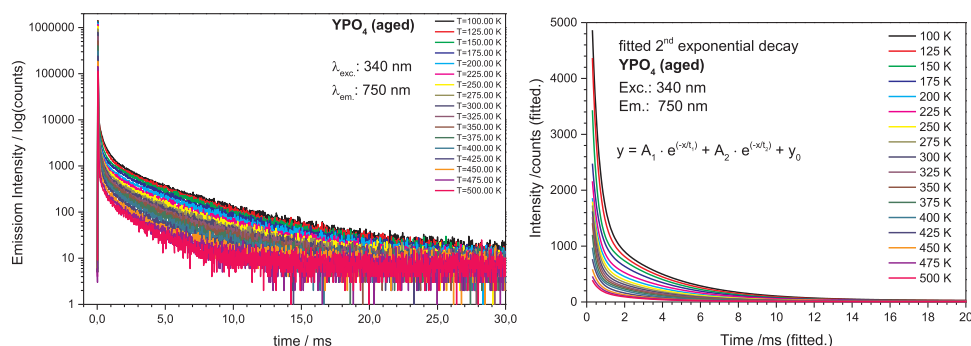 YPO4 (aged)
λexc.: 340 nm
λem.: 750 nm
T=100.00 K
T=125.00 K
T=150.00 K
T=175.00 K
T=200.00 K
T=225.00 K
T=250.00 K
T=275.00 K
T=300.00 K
T=325.00 K
T=350.00 K
T=375.00 K
T=400.00 K
T=425.00 K
T=450.00 K
T=475.00 K
T=500.00 K
Emissiom Intensity / log(counts)
1000000
100000
10000
1000
100
10
1
0,0 5,0 10,0 15,0 20,0 25,0 30,0
time / ms
fitted 2nd exponential decay
YPO4 (aged)
Exc.: 340 nm
Em.: 750 nm
y = A1 · e(-x/t1) + A2 · e(-x/t2) + y0
100 K
125 K
150 K
175 K
200 K
225 K
250 K
275 K
300 K
325 K
350 K
375 K
400 K
425 K
450 K
475 K
500 K
Intensity /counts (fitted.)
5000
4000
3000
2000
1000
0
0 2 4 6 8 10 12 14 16 18 20
Time /ms (fitted.)